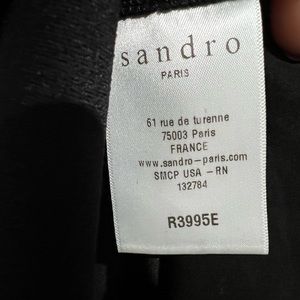 sandro
PARIS
61 rue de turenne
75003 Paris
FRANCE
www.sandro-paris.com
SMCP USA - RN
132784
R3995E